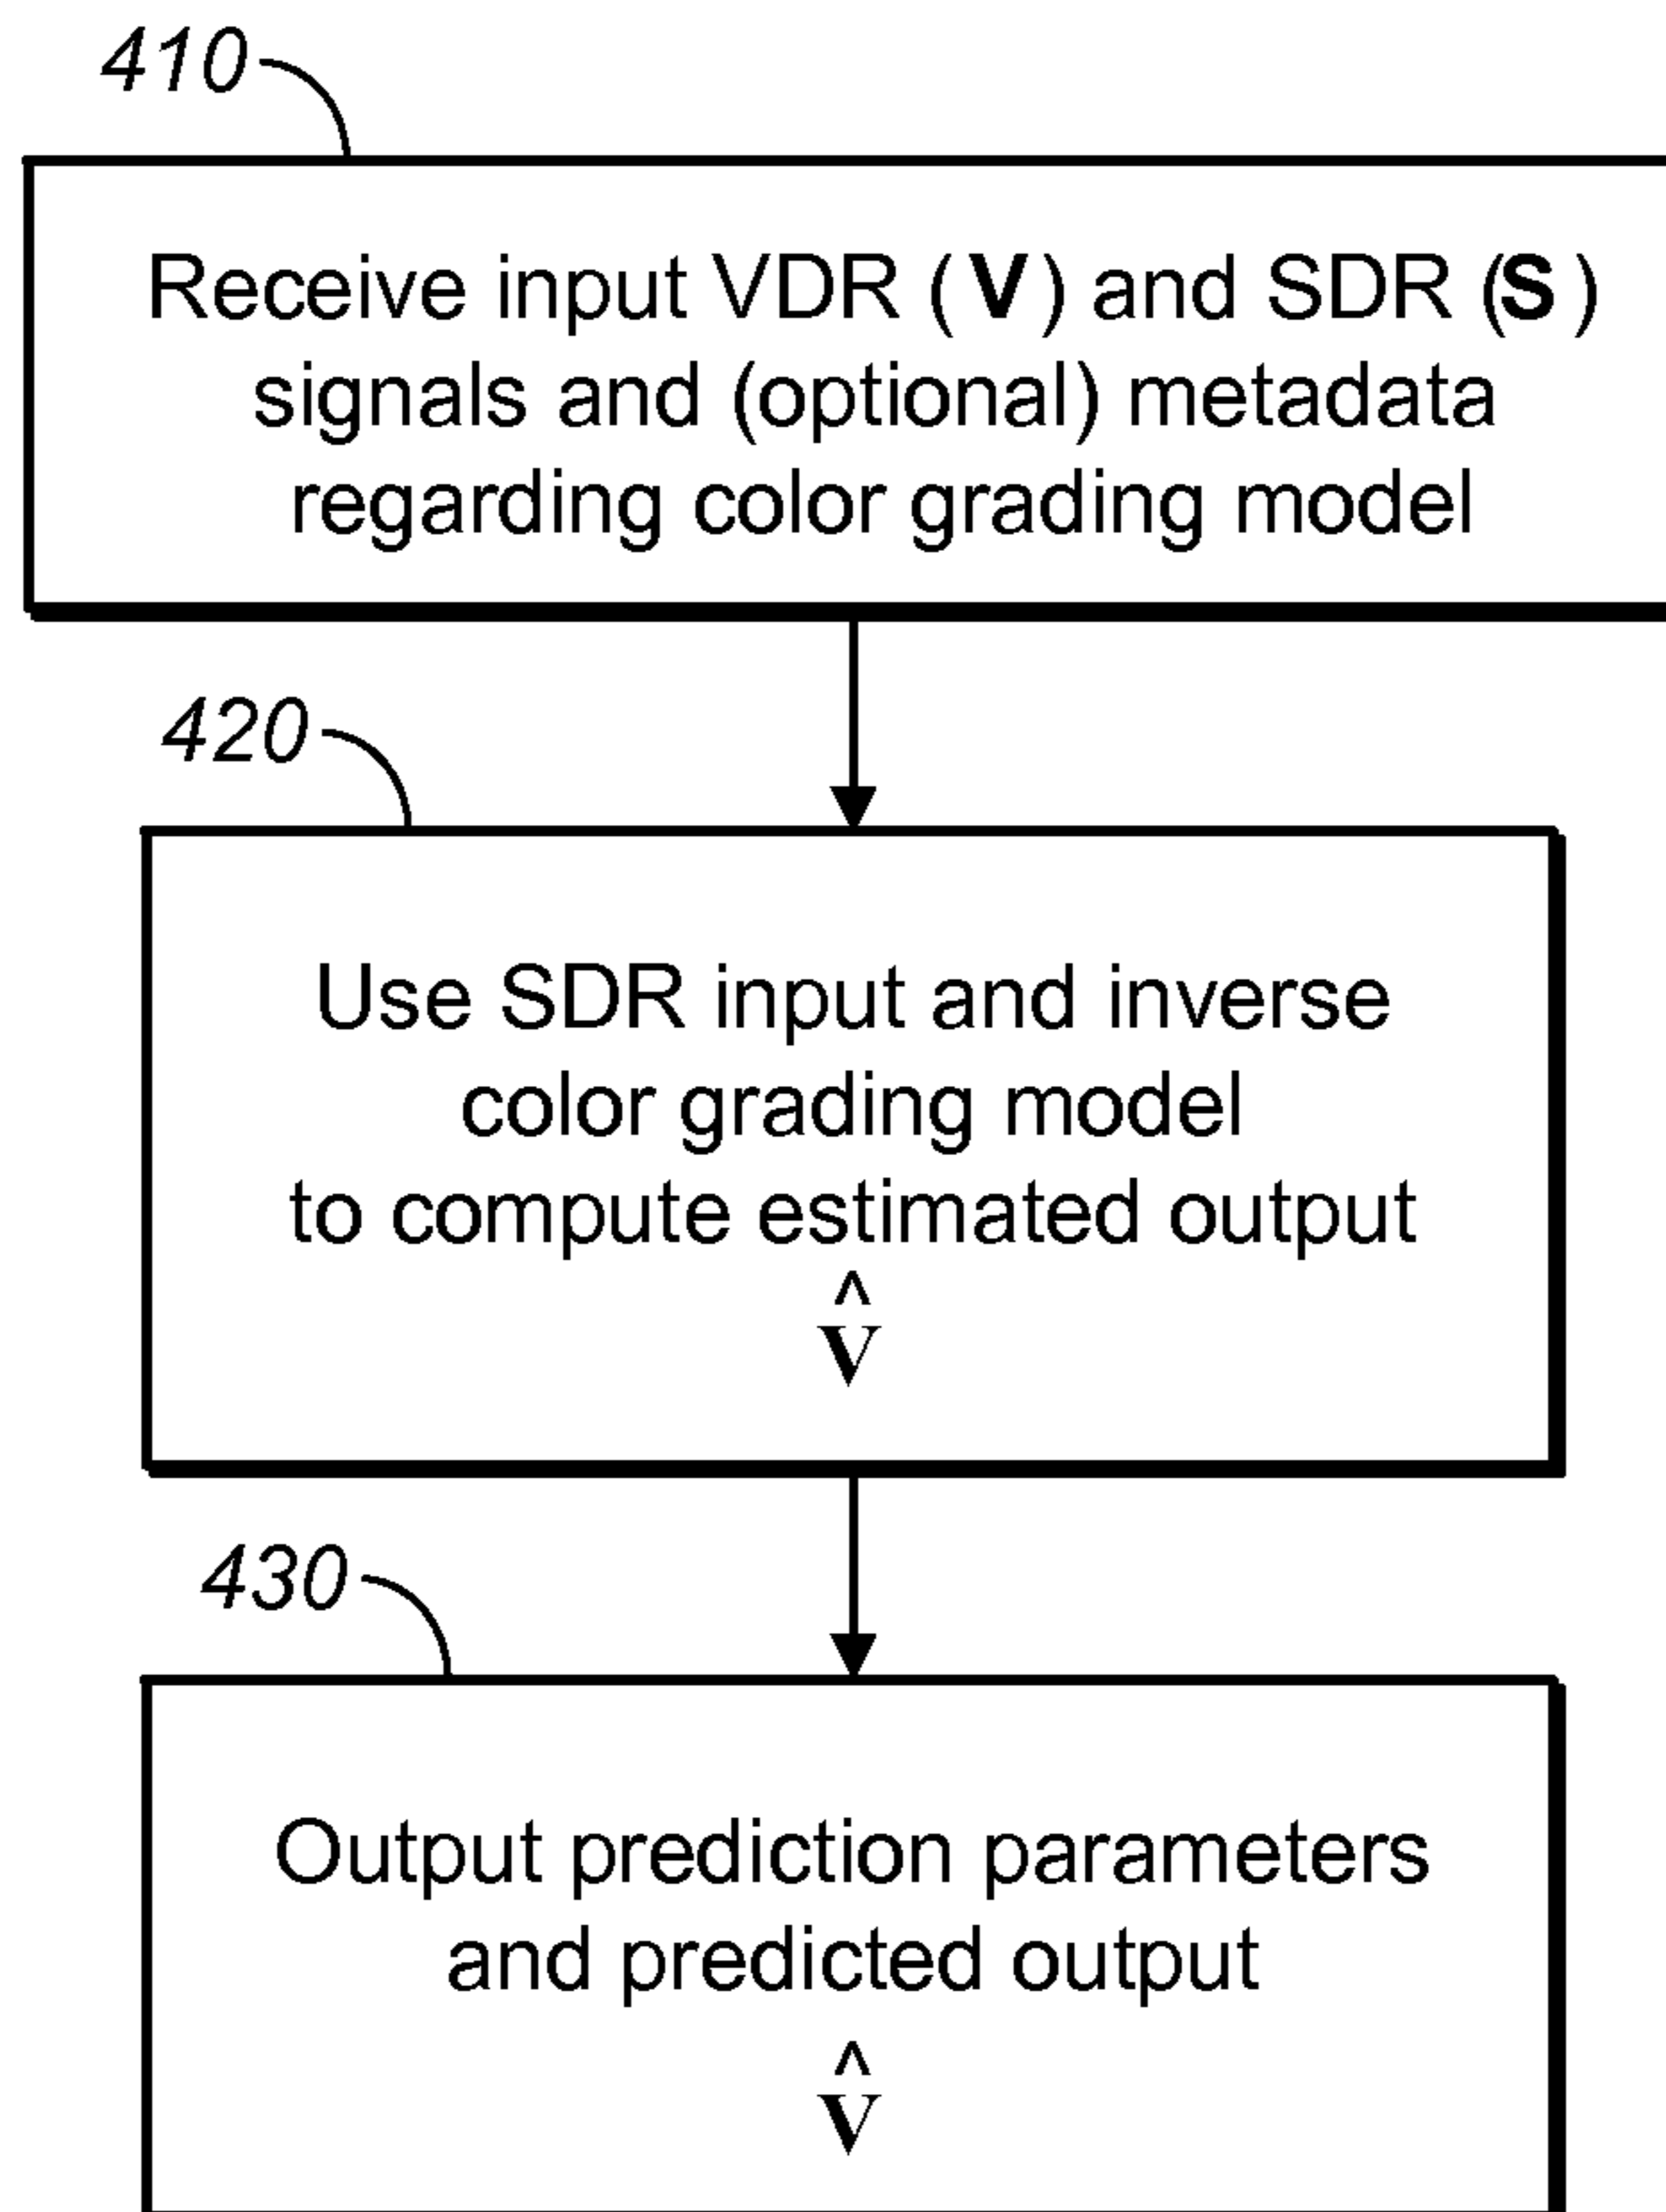 410
Receive input VDR (V) and SDR (S)
signals and (optional) metadata
regarding color grading model
420
Use SDR input and inverse
color grading model
to compute estimated output
V̂
430
Output prediction parameters
and predicted output
V̂